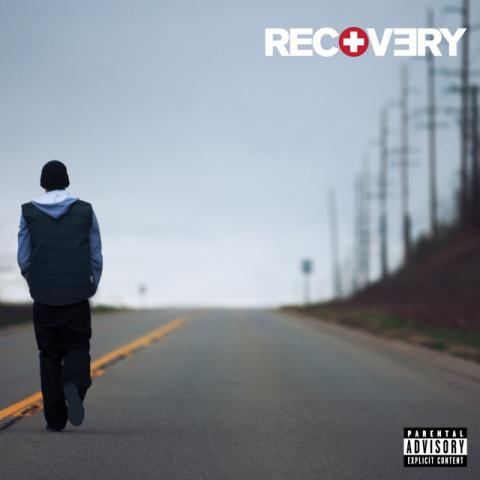 RECOVERY
PARENTAL
ADVISORY
EXPLICIT CONTENT